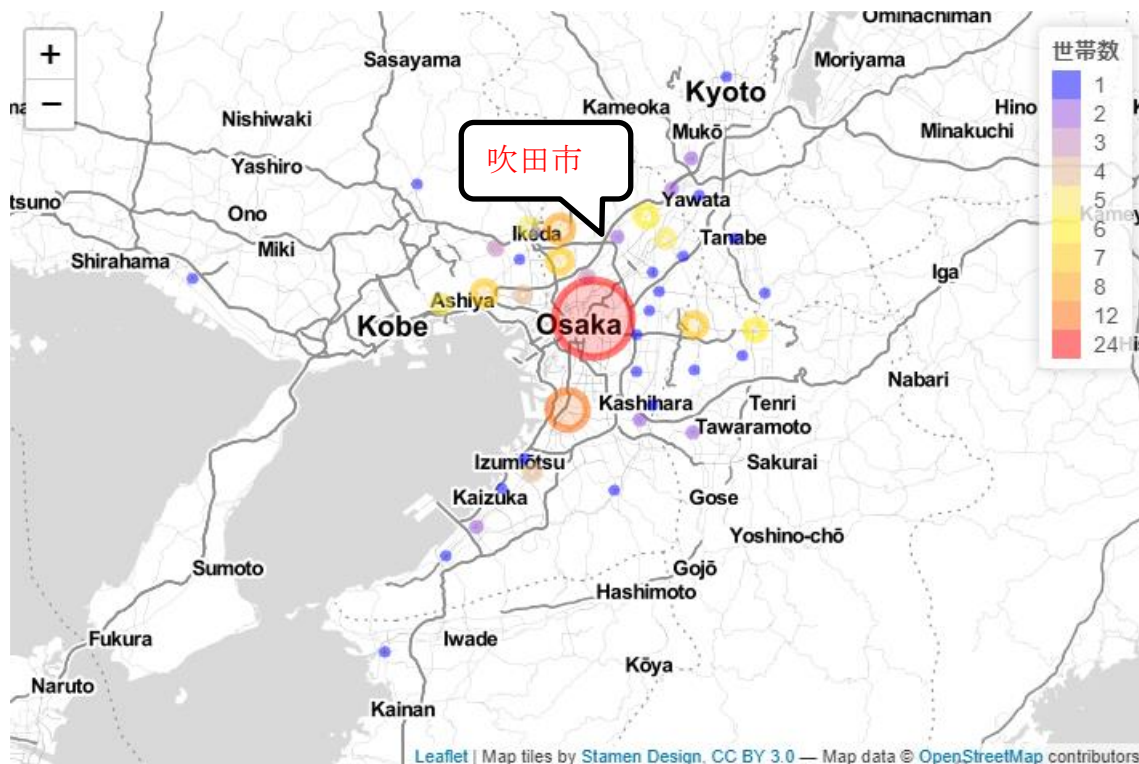 +
−
Omihachiman
Moriyama
Sasayama
世帯数
1
2
3
4
5
6
7
8
12
24
Kyoto
Kameoka
Hino
Nishiwaki
Mukō
Minakuchi
吹田市
Yashiro
Yawata
tsuno
Ono
Ikeda
Tanabe
Miki
Shirahama
Iga
Ashiya
Kobe
Osaka
Nabari
Kashihara
Tenri
Tawaramoto
Izumiōtsu
Sakurai
Kaizuka
Gose
Yoshino-chō
Sumoto
Gojō
Hashimoto
Fukura
Iwade
Kōya
Naruto
Kainan
Leaflet | Map tiles by Stamen Design, CC BY 3.0 — Map data © OpenStreetMap contributors